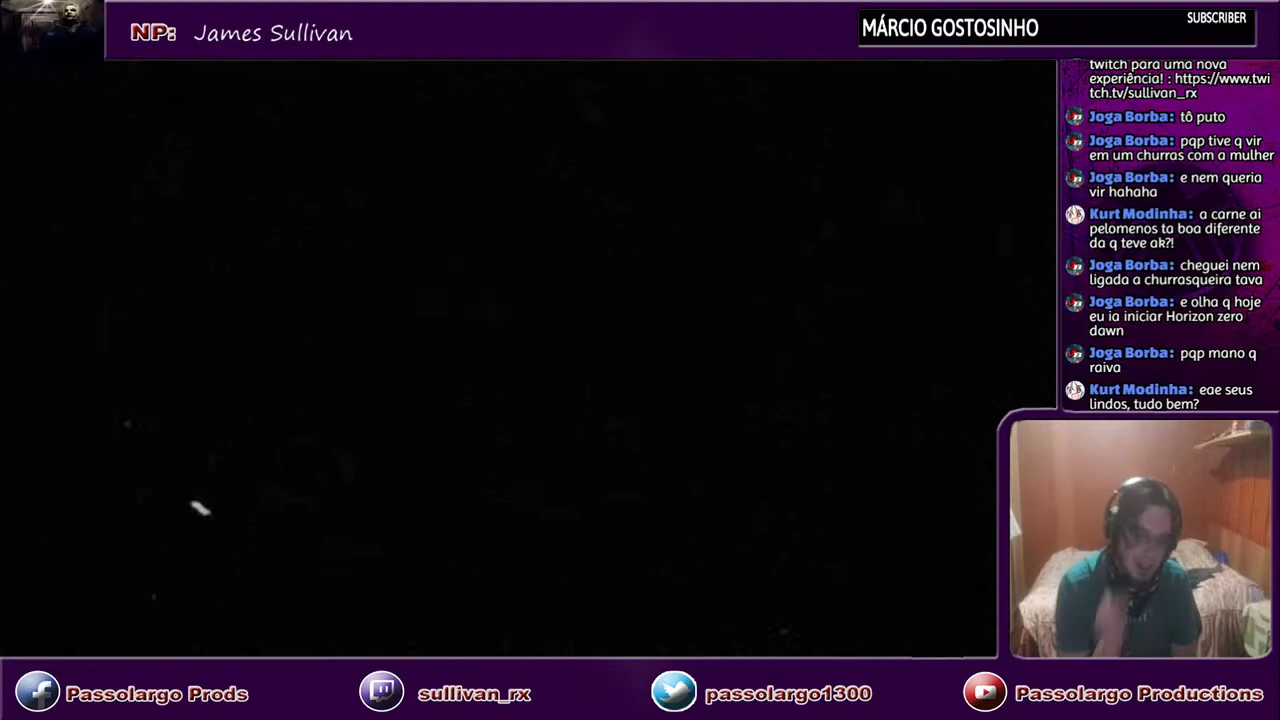 NP: James Sullivan
MÁRCIO GOSTOSINHO
SUBSCRIBER
twitch para uma nova
experiência! : https://www.twi
tch.tv/sullivan_rx
Joga Borba: tô puto
Joga Borba: pqp tive q vir
em um churras com a mulher
Joga Borba: e nem queria
vir hahaha
Kurt Modinha: a carne ai
pelomenos ta boa diferente
da q teve ak?!
Joga Borba: cheguei nem
ligada a churrasqueira tava
Joga Borba: e olha q hoje
eu ia iniciar Horizon zero
dawn
Joga Borba: pqp mano q
raiva
Kurt Modinha: eae seus
lindos, tudo bem?
Passolargo Prods
sullivan_rx
passolargo1300
Passolargo Productions